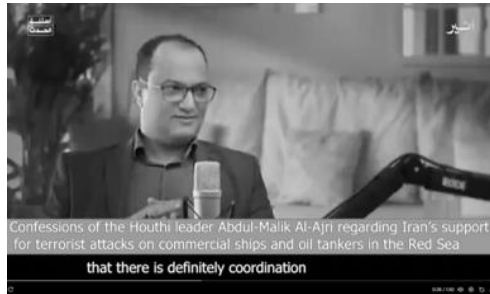 أثير
Confessions of the Houthi leader Abdul-Malik Al-Ajri regarding Iran's support
for terrorist attacks on commercial ships and oil tankers in the Red Sea
that there is definitely coordination